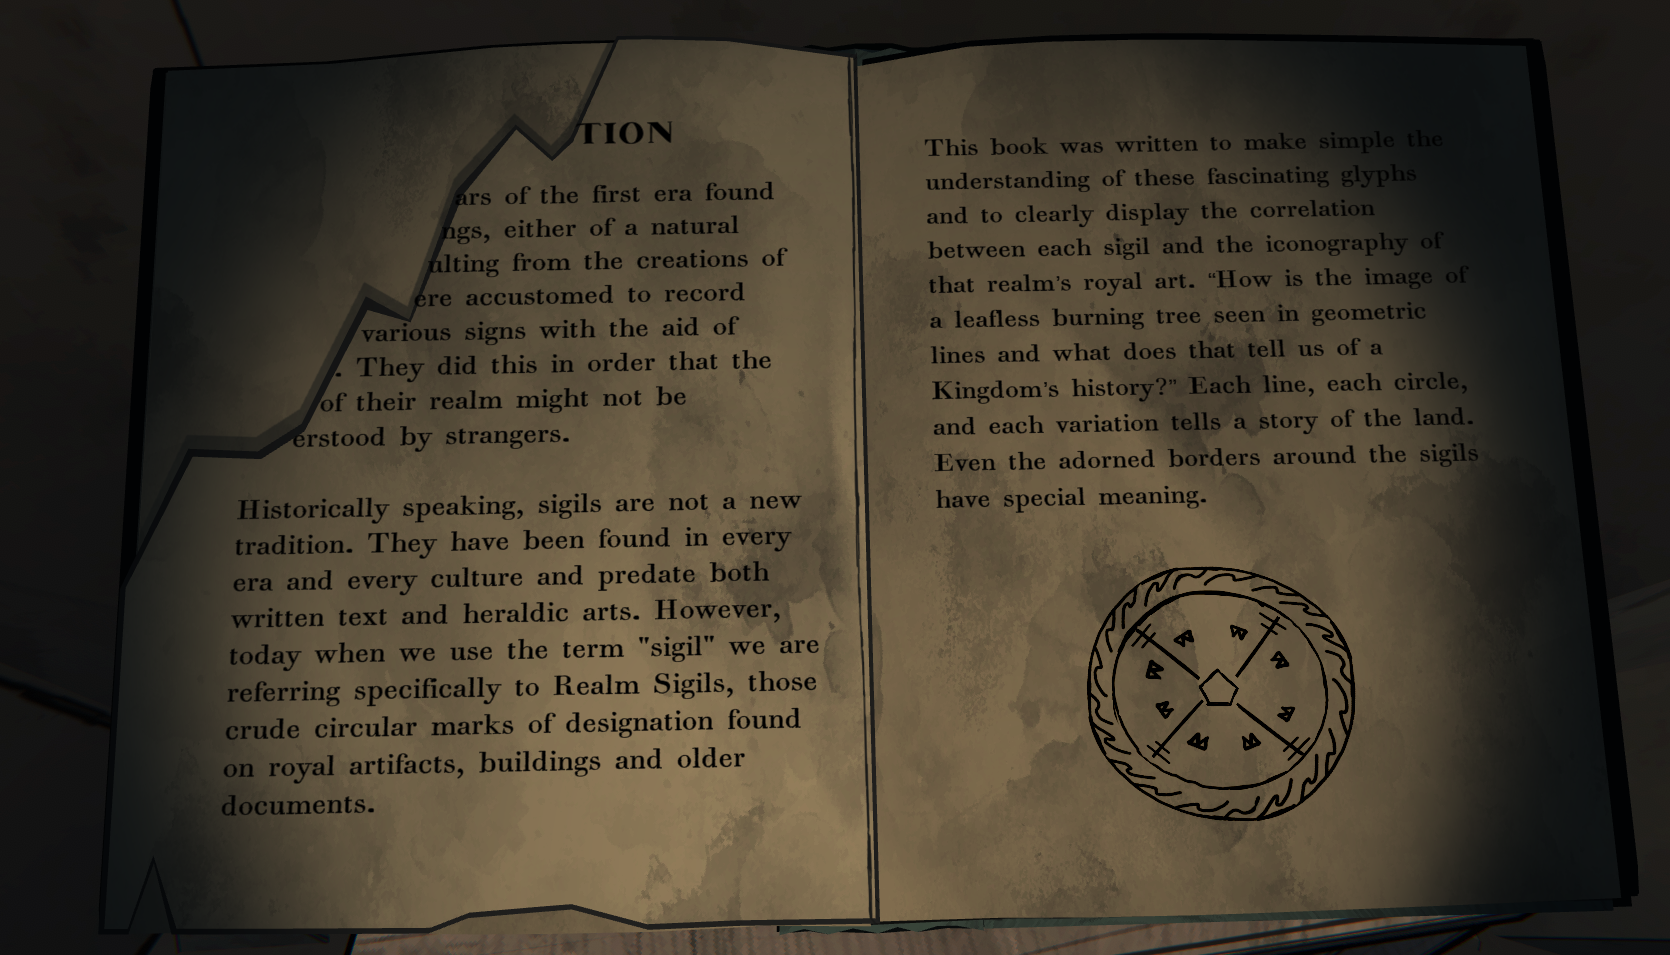 TION
ars of the first era found
ngs, either of a natural
ulting from the creations of
ere accustomed to record
various signs with the aid of
. They did this in order that the
of their realm might not be
erstood by strangers.
Historically speaking, sigils are not a new
tradition. They have been found in every
era and every culture and predate both
written text and heraldic arts. However,
today when we use the term "sigil" we are
referring specifically to Realm Sigils, those
crude circular marks of designation found
on royal artifacts, buildings and older
documents.
This book was written to make simple the
understanding of these fascinating glyphs
and to clearly display the correlation
between each sigil and the iconography of
that realm's royal art. “How is the image of
a leafless burning tree seen in geometric
lines and what does that tell us of a
Kingdom's history?” Each line, each circle,
and each variation tells a story of the land.
Even the adorned borders around the sigils
have special meaning.